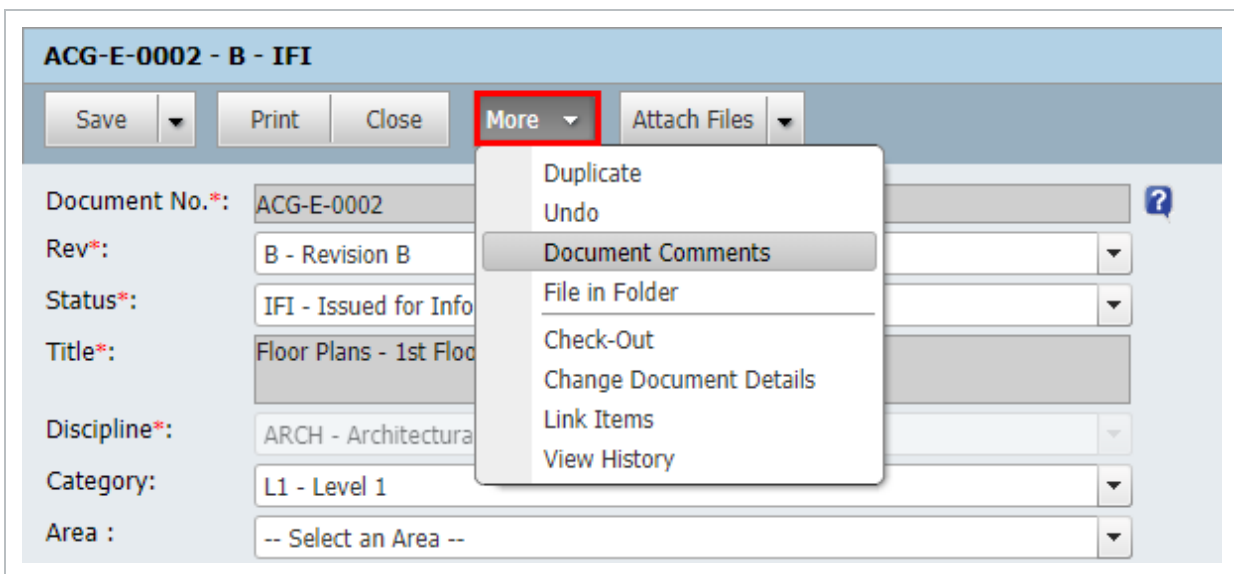 ACG-E-0002 - B - IFI
Save Print Close More Attach Files
Duplicate
Undo
Document Comments
File in Folder
Check-Out
Change Document Details
Link Items
View History
Document No.*: ACG-E-0002 ?
Rev*: B - Revision B
Status*: IFI - Issued for Info
Title*: Floor Plans - 1st Floo
Discipline*: ARCH - Architectura
Category: L1 - Level 1
Area : -- Select an Area --